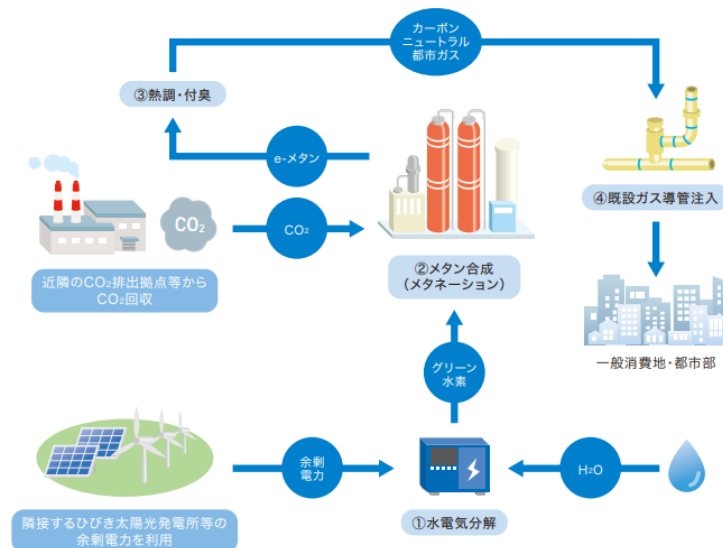 カーボン
ニュートラル
都市ガス
③熱調・付臭
e-メタン
CO₂
CO₂
近隣のCO₂排出拠点等から
CO₂回収
②メタン合成
（メタネーション）
④既設ガス導管注入
一般消費地・都市部
グリーン
水素
余剰
電力
H₂O
①水電気分解
隣接するひびき太陽光発電所等の
余剰電力を利用